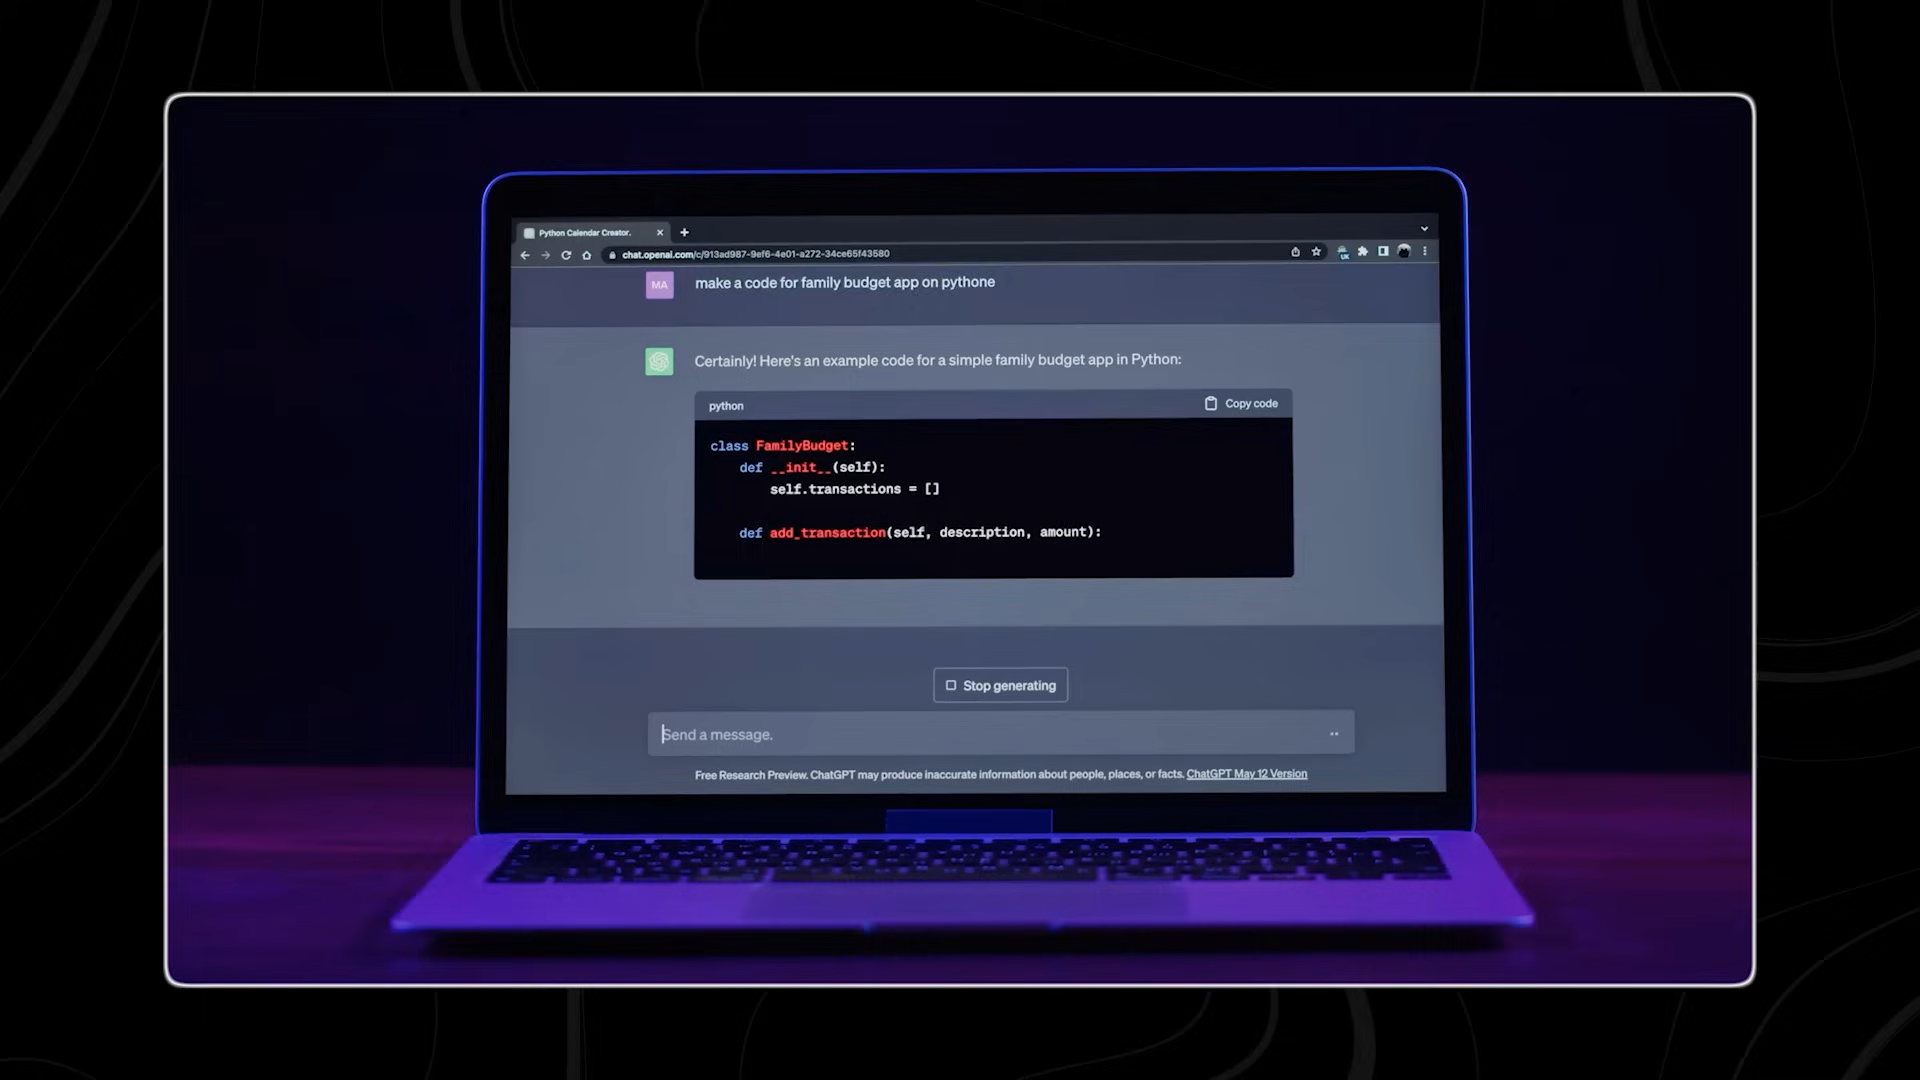 Python Calendar Creator.
chat.openai.com/c/913ad987-9ef6-4e01-a272-34ce65f43580
MA
make a code for family budget app on pythone
Certainly! Here's an example code for a simple family budget app in Python:
python
Copy code
class FamilyBudget:
def __init__(self):
self.transactions = []
def add_transaction(self, description, amount):
Stop generating
Send a message.
Free Research Preview. ChatGPT may produce inaccurate information about people, places, or facts. ChatGPT May 12 Version